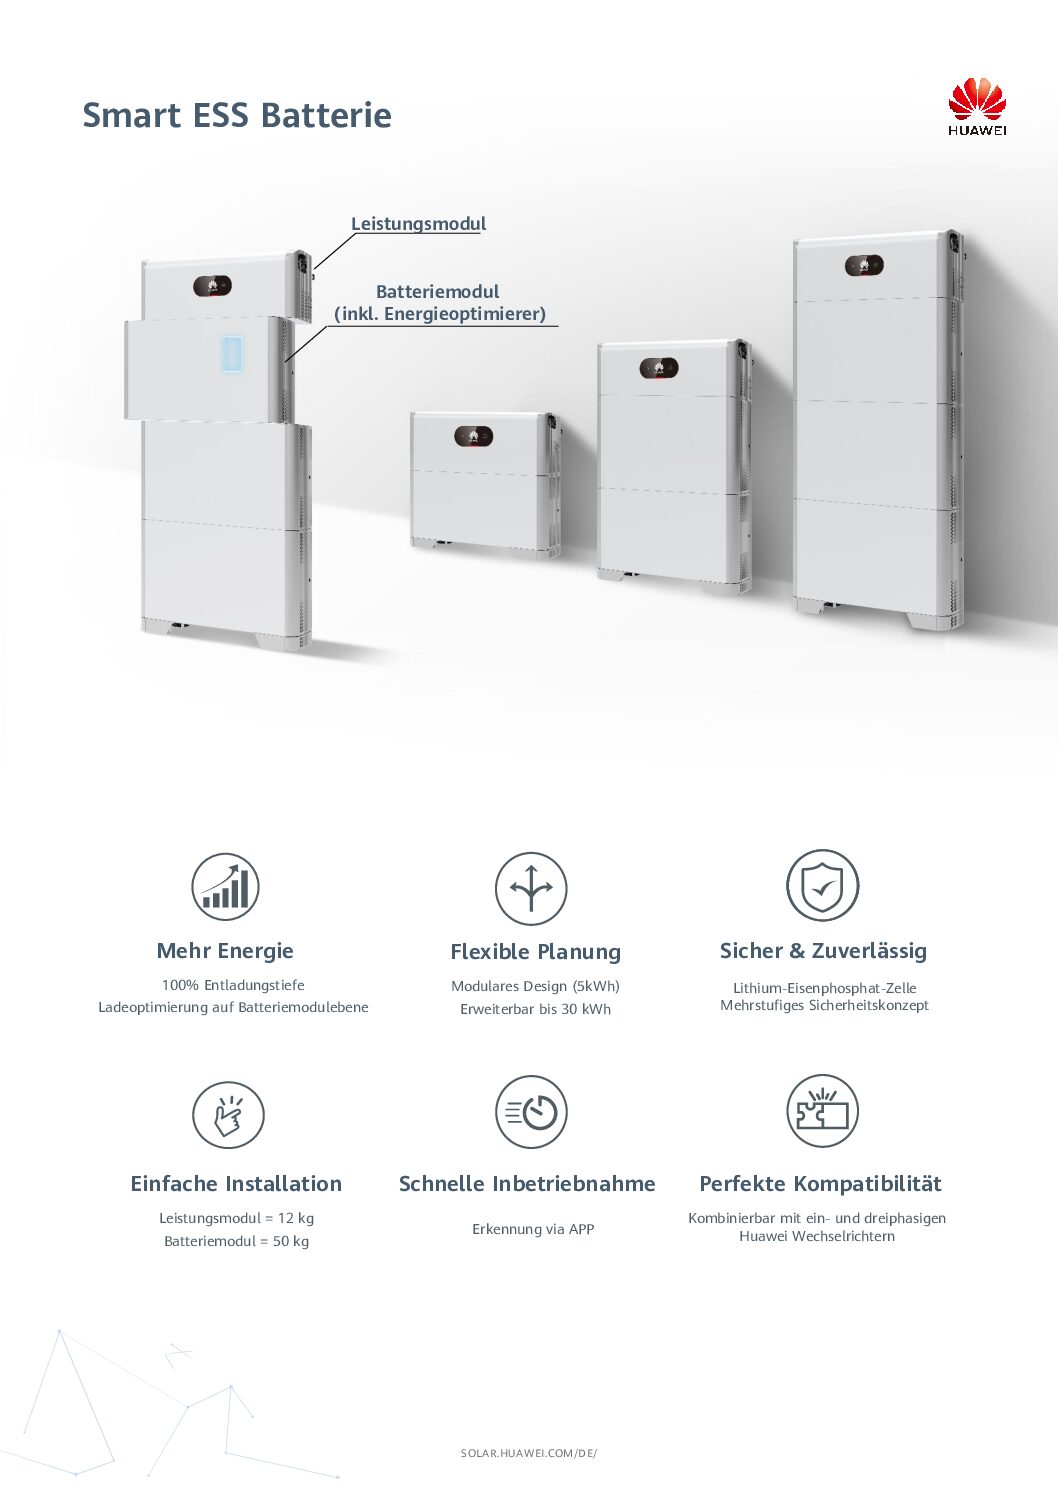 Smart ESS Batterie
HUAWEI
Leistungsmodul
Batteriemodul
(inkl. Energieoptimierer)
Mehr Energie
100% Entladungstiefe
Ladeoptimierung auf Batteriemodulebene
Flexible Planung
Modulares Design (5kWh)
Erweiterbar bis 30 kWh
Sicher & Zuverlässig
Lithium-Eisenphosphat-Zelle
Mehrstufiges Sicherheitskonzept
Einfache Installation
Leistungsmodul = 12 kg
Batteriemodul = 50 kg
Schnelle Inbetriebnahme
Erkennung via APP
Perfekte Kompatibilität
Kombinierbar mit ein- und dreiphasigen
Huawei Wechselrichtern
SOLAR.HUAWEI.COM/DE/